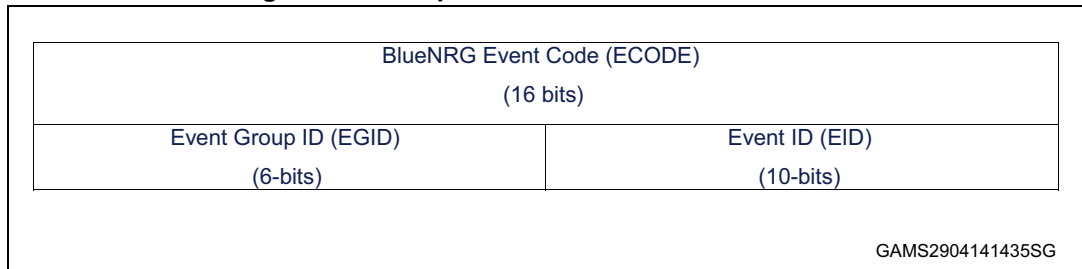 BlueNRG Event Code (ECODE)
(16 bits)
Event Group ID (EGID)
Event ID (EID)
(6-bits)
(10-bits)
GAMS2904141435SG